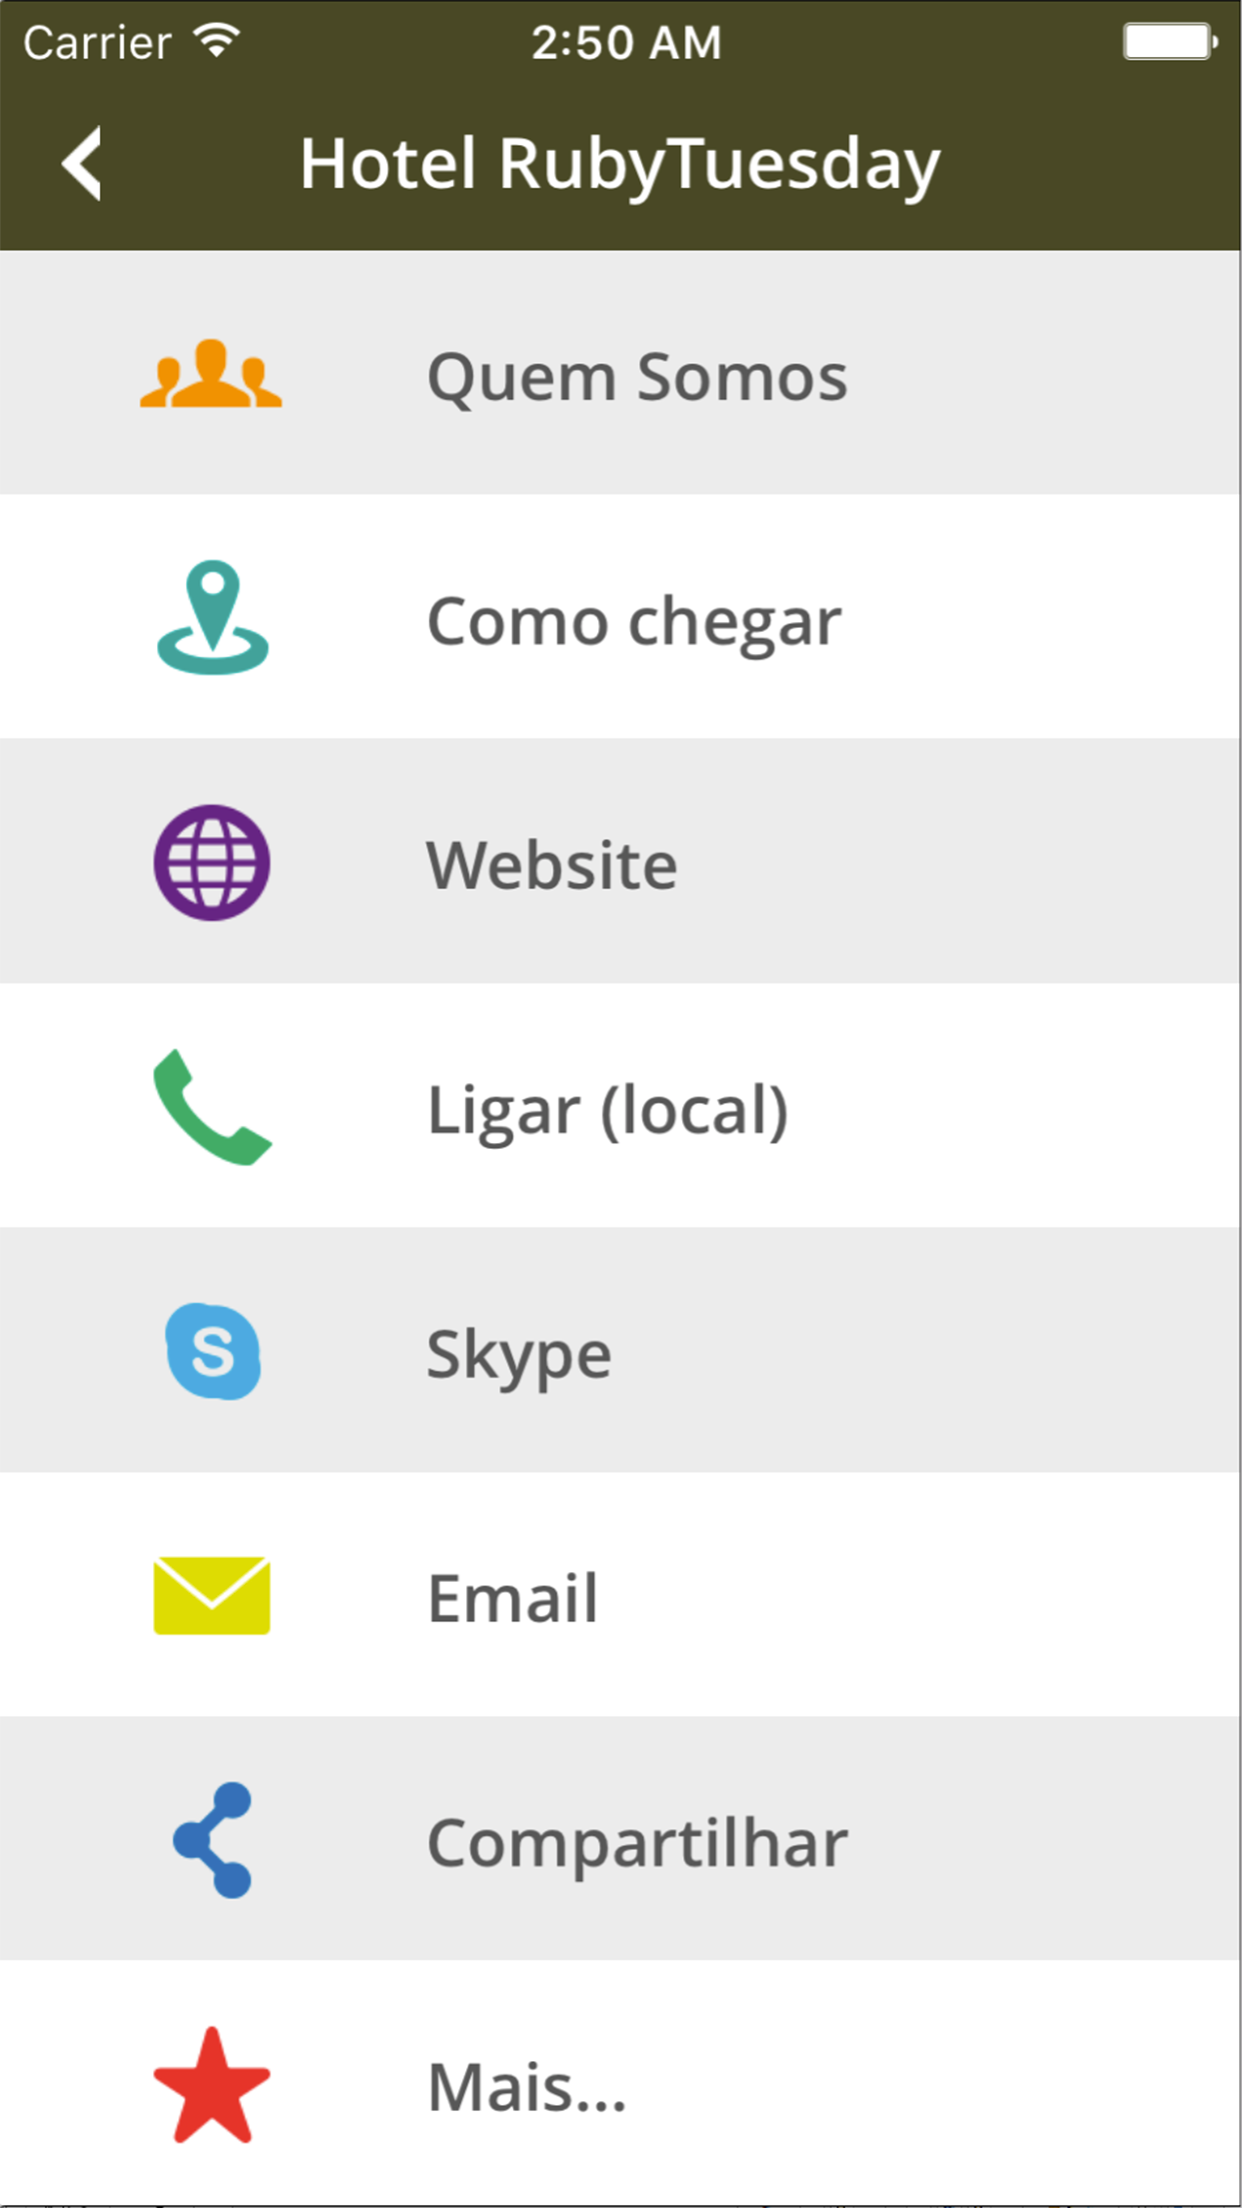 Carrier 2:50 AM
Hotel RubyTuesday
Quem Somos
Como chegar
Website
Ligar (local)
Skype
Email
Compartilhar
Mais...